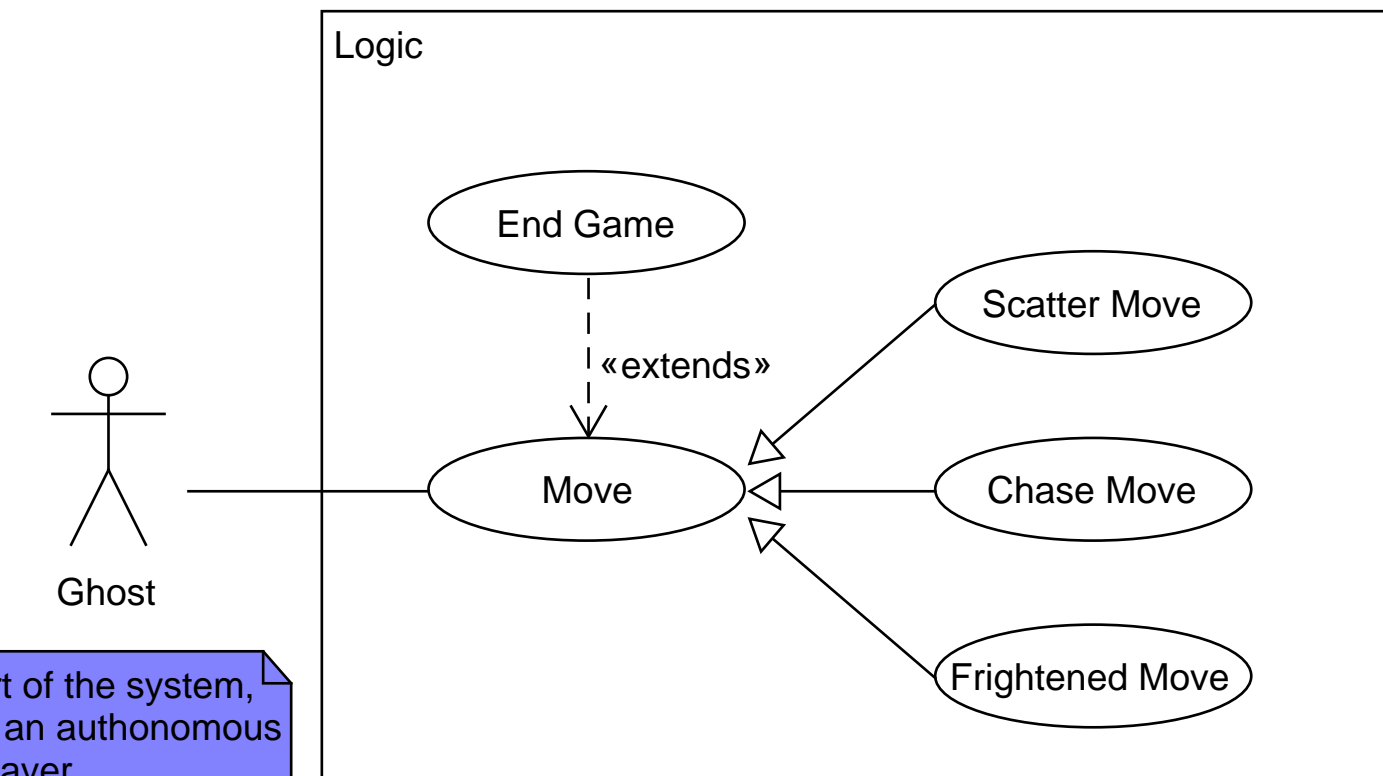 Logic
End Game
Scatter Move
«extends»
Move
Chase Move
Ghost
Frightened Move
of the system,
an authonomous